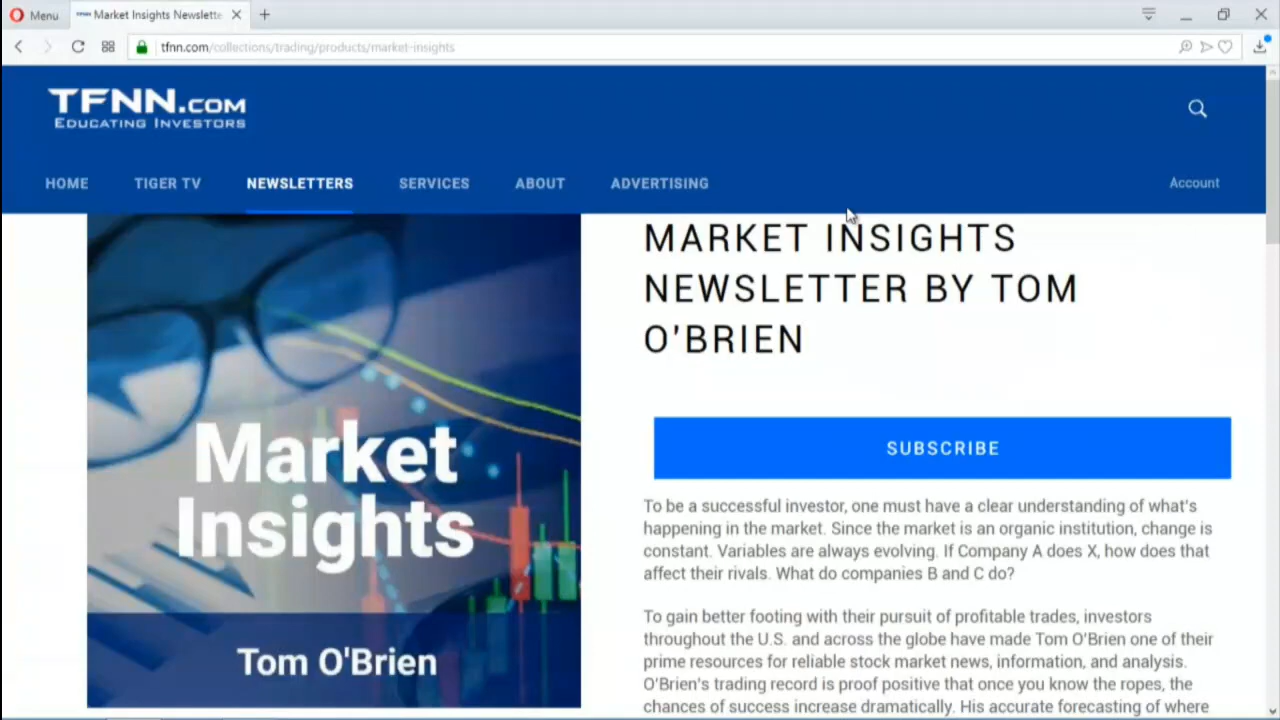 Menu
Market Insights Newslette
tfnn.com/collections/trading/products/market-insights
TFNN.COM
EDUCATING INVESTORS
HOME
TIGER TV
NEWSLETTERS
SERVICES
ABOUT
ADVERTISING
Account
Market
Insights
Tom O'Brien
MARKET INSIGHTS
NEWSLETTER BY TOM
O'BRIEN
SUBSCRIBE
To be a successful investor, one must have a clear understanding of what's
happening in the market. Since the market is an organic institution, change is
constant. Variables are always evolving. If Company A does X, how does that
affect their rivals. What do companies B and C do?
To gain better footing with their pursuit of profitable trades, investors
throughout the U.S. and across the globe have made Tom O'Brien one of their
prime resources for reliable stock market news, information, and analysis.
O'Brien's trading record is proof positive that once you know the ropes, the
chances of success increase dramatically. His accurate forecasting of where